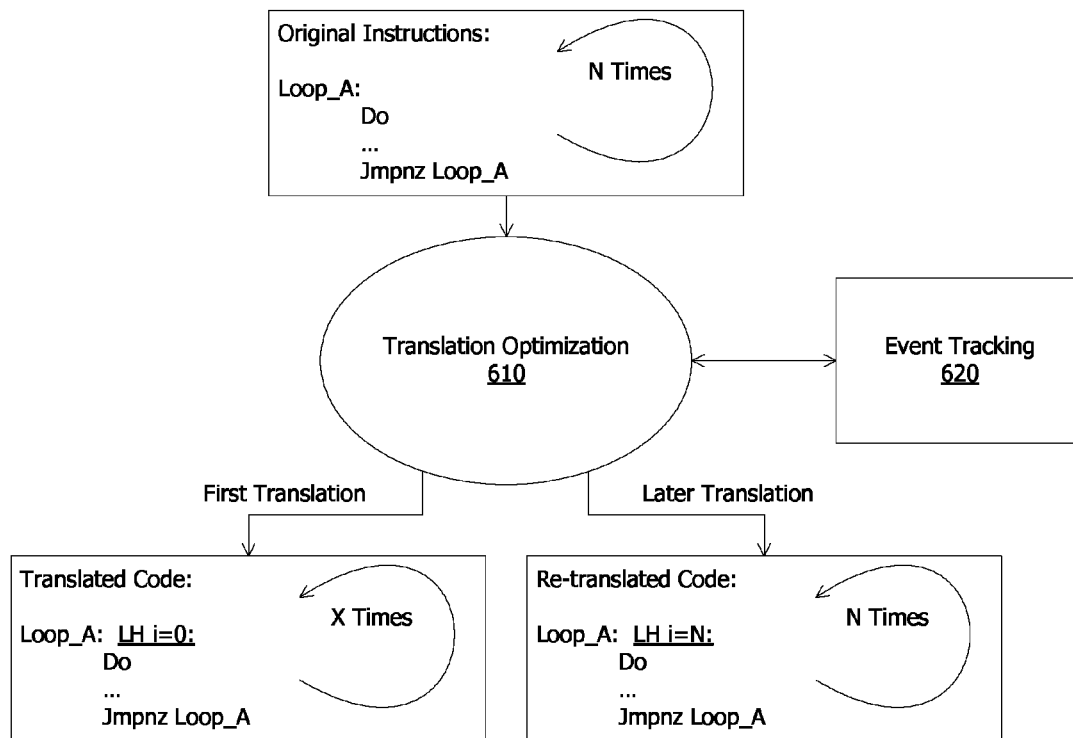 Original Instructions:
N Times
Loop_A:
Do
...
Jmpnz Loop_A
Translation Optimization
610
Event Tracking
620
First Translation
Later Translation
Translated Code:
X Times
Loop_A: LH i=0:
Do
...
Jmpnz Loop_A
Re-translated Code:
N Times
Loop_A: LH i=N:
Do
...
Jmpnz Loop_A